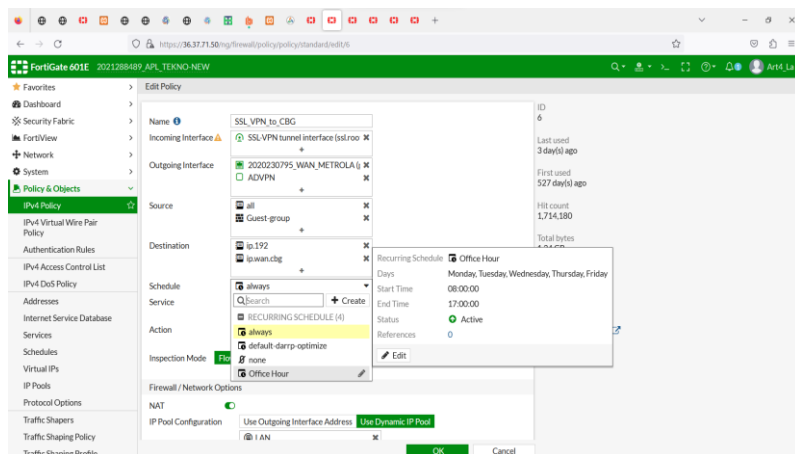 https://36.37.71.50/ng/firewall/policy/policy/standard/edit/6
FortiGate 601E 2021288489_APL_TEKNO-NEW
Art4_La
Favorites
Dashboard
Security Fabric
FortiView
Network
System
Policy & Objects
IPv4 Policy
IPv4 Virtual Wire Pair
Policy
Authentication Rules
IPv4 Access Control List
IPv4 DoS Policy
Addresses
Internet Service Database
Services
Schedules
Virtual IPs
IP Pools
Protocol Options
Traffic Shapers
Traffic Shaping Policy
Traffic Shaping Profile
Edit Policy
Name SSL_VPN_to_CBG
Incoming Interface SSL-VPN tunnel interface (ssl.roo
+
Outgoing Interface 2020230795_WAN_METROLA (
ADVPN
+
Source all
Guest-group
+
Destination ip.192
ip.wan.cbg
+
Schedule always
Service Search + Create
RECURRING SCHEDULE (4)
always
Action default-darrp-optimize
none
Inspection Mode Flo
Office Hour
Firewall / Network Options
NAT
IP Pool Configuration Use Outgoing Interface Address Use Dynamic IP Pool
LAN
OK Cancel
Recurring Schedule Office Hour
Days Monday, Tuesday, Wednesday, Thursday, Friday
Start Time 08:00:00
End Time 17:00:00
Status Active
References 0
Edit
ID
6
Last used
3 day(s) ago
First used
527 day(s) ago
Hit count
1,714,180
Total bytes